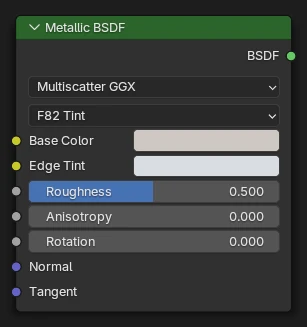 Metallic BSDF
BSDF
Multiscatter GGX
F82 Tint
Base Color
Edge Tint
Roughness 0.500
Anisotropy 0.000
Rotation 0.000
Normal
Tangent